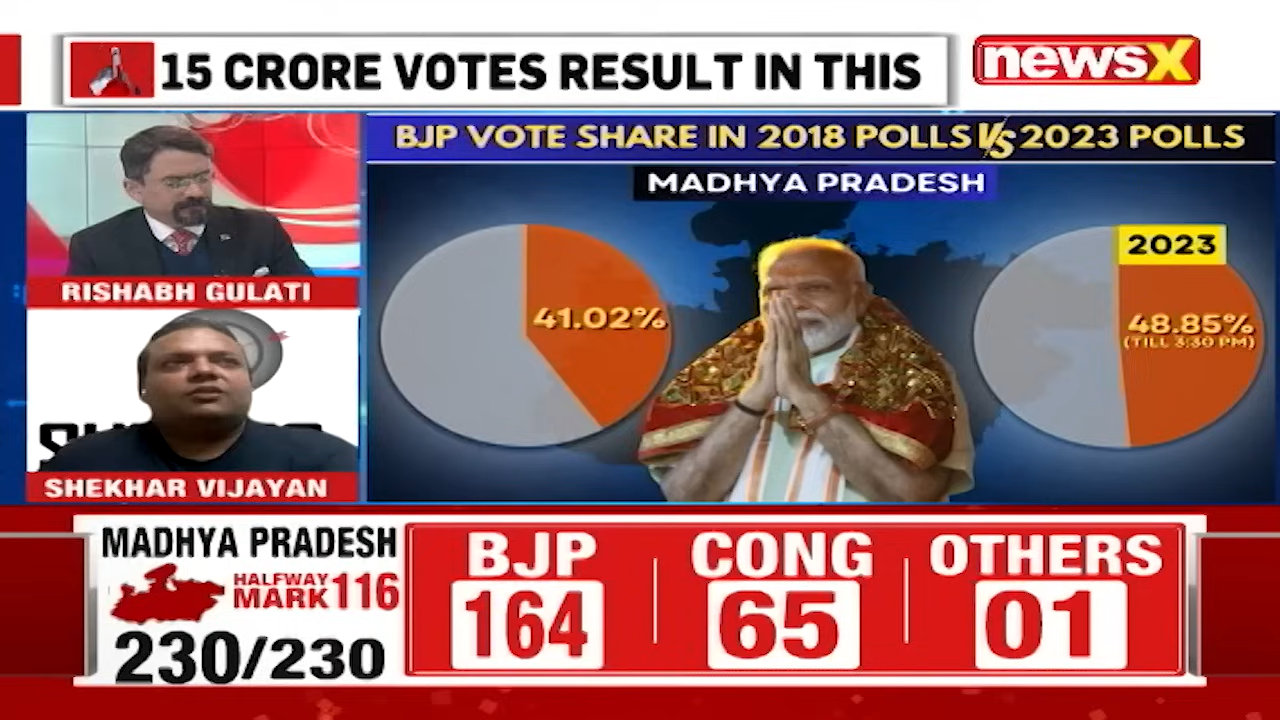 15 CRORE VOTES RESULT IN THIS
newsX
BJP VOTE SHARE IN 2018 POLLS VS 2023 POLLS
MADHYA PRADESH
41.02%
2023
48.85%
(TILL 3:30 PM)
RISHABH GULATI
SHEKHAR VIJAYAN
MADHYA PRADESH
HALFWAY
MARK 116
230/230
BJP
164
CONG
65
OTHERS
01